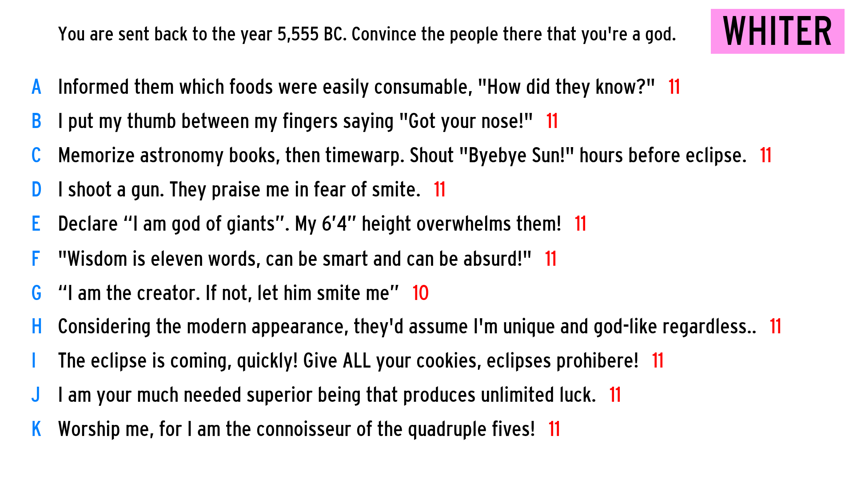 You are sent back to the year 5,555 BC. Convince the people there that you're a god.
WHITER
A Informed them which foods were easily consumable, "How did they know?" 11
B I put my thumb between my fingers saying "Got your nose!" 11
C Memorize astronomy books, then timewarp. Shout "Byebye Sun!" hours before eclipse. 11
D I shoot a gun. They praise me in fear of smite. 11
E Declare “I am god of giants”. My 6’4” height overwhelms them! 11
F "Wisdom is eleven words, can be smart and can be absurd!" 11
G “I am the creator. If not, let him smite me” 10
H Considering the modern appearance, they'd assume I'm unique and god-like regardless.. 11
I The eclipse is coming, quickly! Give ALL your cookies, eclipses prohibere! 11
J I am your much needed superior being that produces unlimited luck. 11
K Worship me, for I am the connoisseur of the quadruple fives! 11